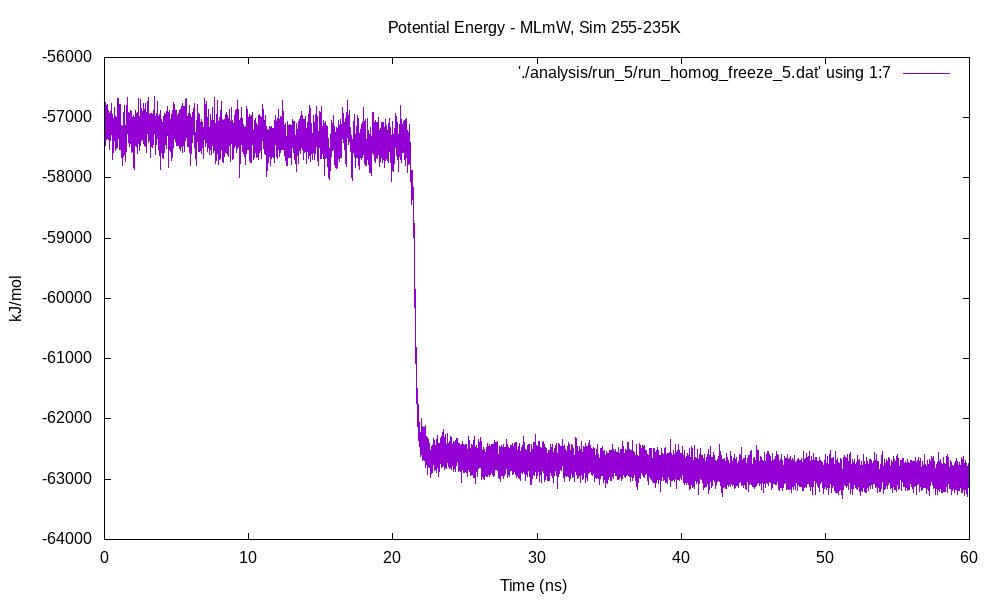 Potential Energy - MLmW, Sim 255-235K
'./analysis/run_5/run_homog_freeze_5.dat' using 1:7
-56000
-57000
-58000
-59000
-60000
-61000
-62000
-63000
-64000
kJ/mol
0 10 20 30 40 50 60
Time (ns)